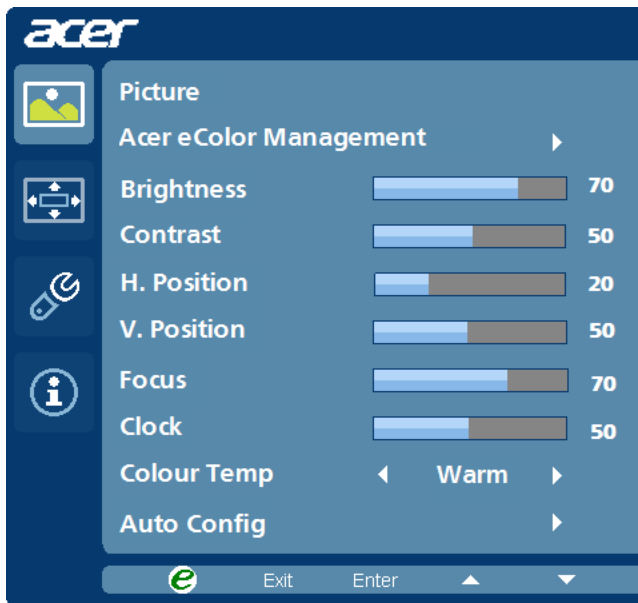 acer
Picture
Acer eColor Management
Brightness 70
Contrast 50
H. Position 20
V. Position 50
Focus 70
Clock 50
Colour Temp Warm
Auto Config
e Exit Enter